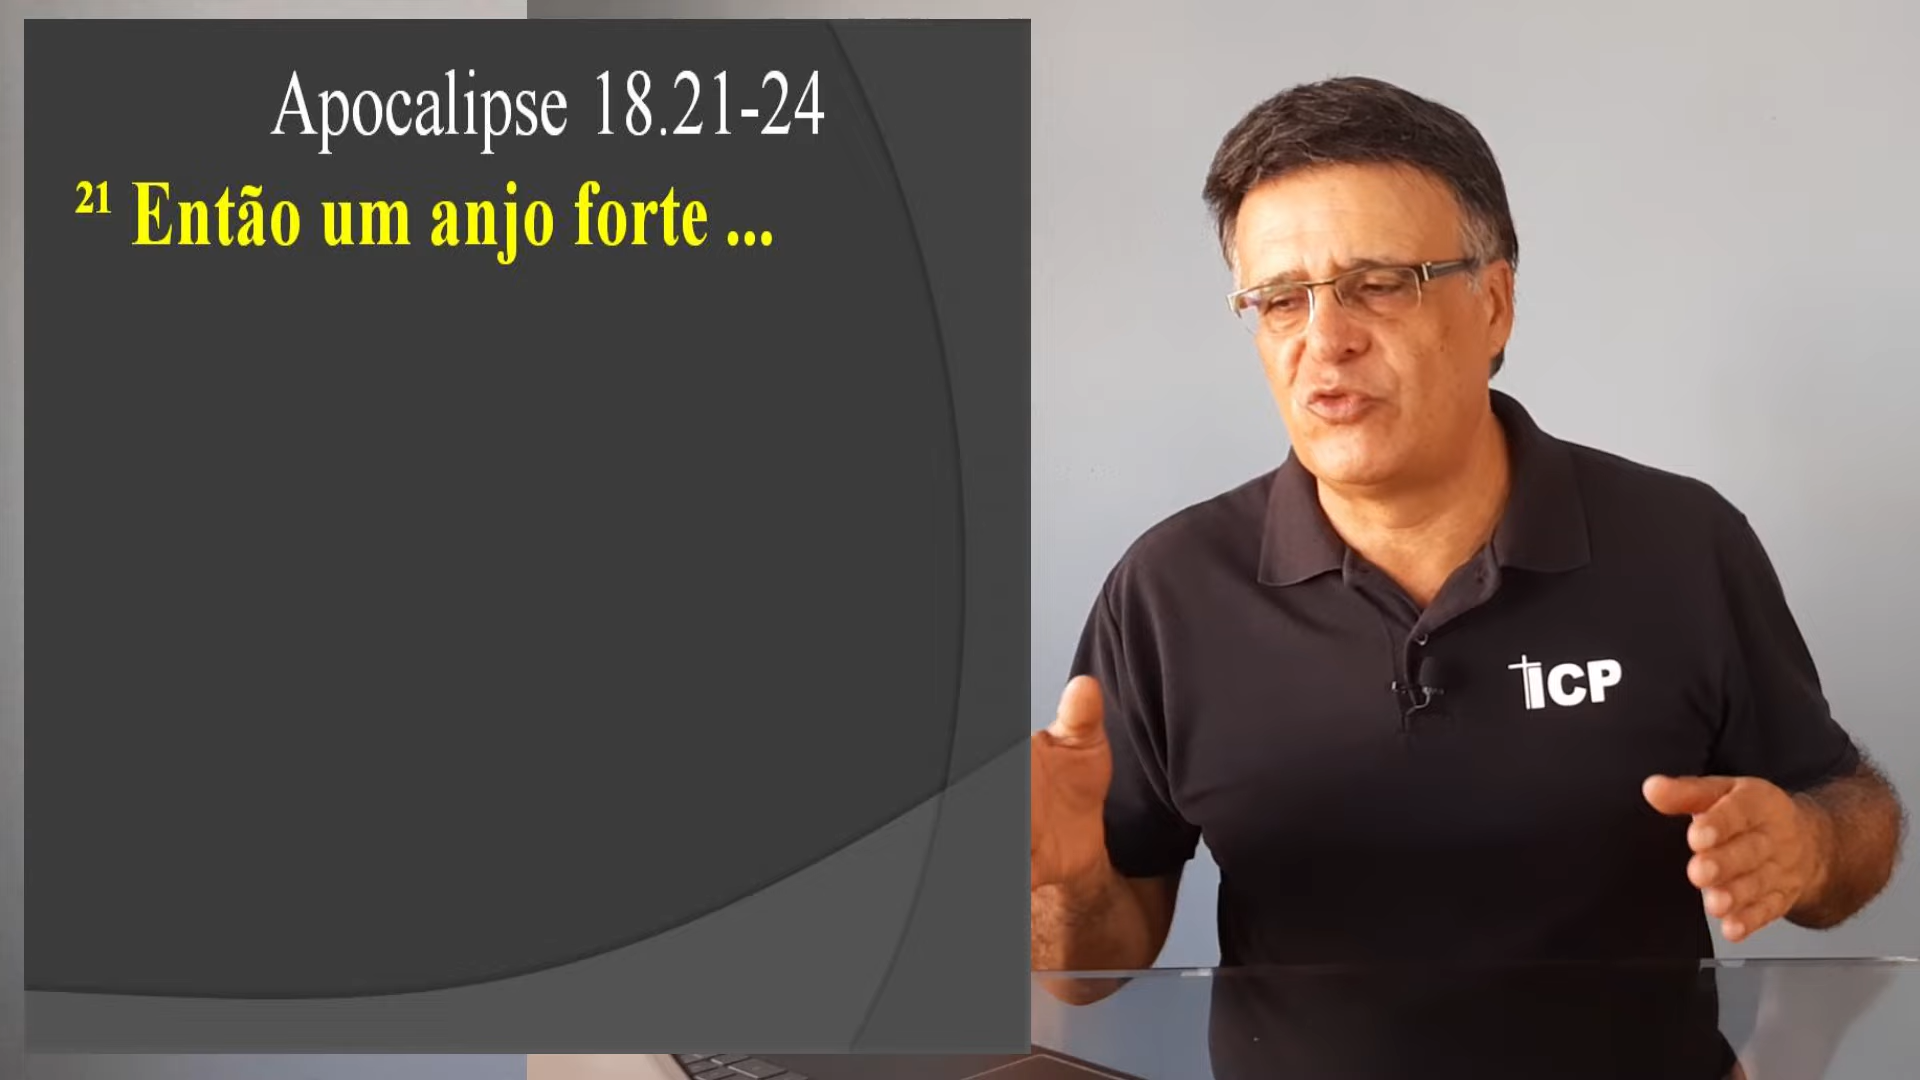 Apocalipse 18.21-24
²¹ Então um anjo forte ...
ICP